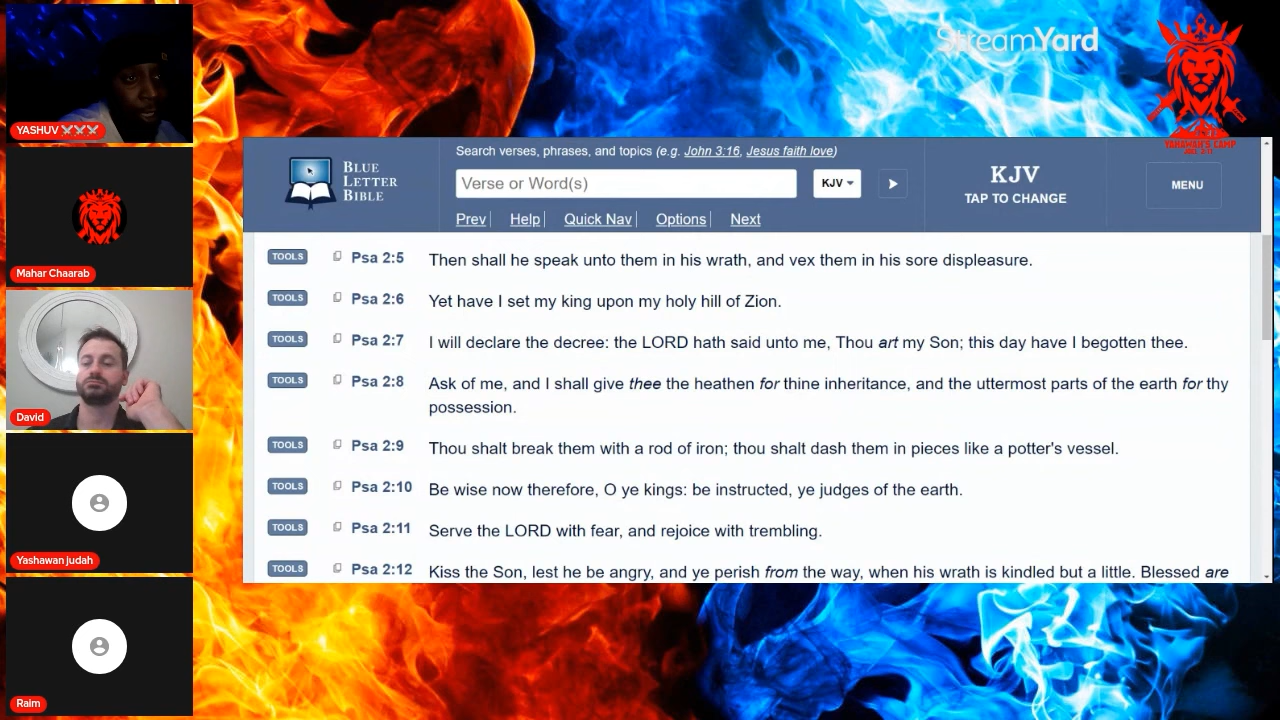 StreamYard
YAHAWAH'S CAMP
YASHUV
Mahar Chaarab
David
Yashawan judah
Raim
BLUE
LETTER
BIBLE
Search verses, phrases, and topics (e.g. John 3:16, Jesus faith love)
Verse or Word(s)
KJV
Prev
Help
Quick Nav
Options
Next
KJV
TAP TO CHANGE
MENU
TOOLS Psa 2:5 Then shall he speak unto them in his wrath, and vex them in his sore displeasure.
TOOLS Psa 2:6 Yet have I set my king upon my holy hill of Zion.
TOOLS Psa 2:7 I will declare the decree: the LORD hath said unto me, Thou art my Son; this day have I begotten thee.
TOOLS Psa 2:8 Ask of me, and I shall give thee the heathen for thine inheritance, and the uttermost parts of the earth for thy
possession.
TOOLS Psa 2:9 Thou shalt break them with a rod of iron; thou shalt dash them in pieces like a potter's vessel.
TOOLS Psa 2:10 Be wise now therefore, O ye kings: be instructed, ye judges of the earth.
TOOLS Psa 2:11 Serve the LORD with fear, and rejoice with trembling.
TOOLS Psa 2:12 Kiss the Son, lest he be angry, and ye perish from the way, when his wrath is kindled but a little. Blessed are